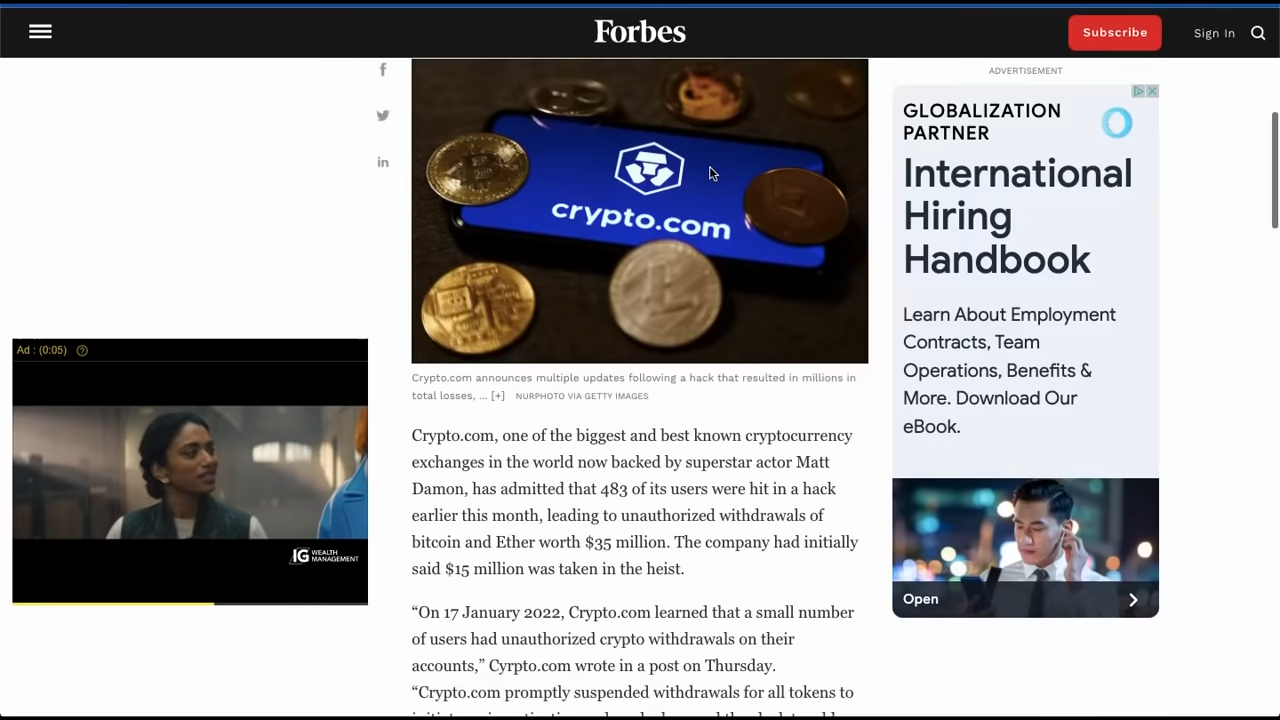 Forbes
Subscribe
Sign In
f
in
crypto.com
Crypto.com announces multiple updates following a hack that resulted in millions in
total losses, ... [+] NURPHOTO VIA GETTY IMAGES
Crypto.com, one of the biggest and best known cryptocurrency
exchanges in the world now backed by superstar actor Matt
Damon, has admitted that 483 of its users were hit in a hack
earlier this month, leading to unauthorized withdrawals of
bitcoin and Ether worth $35 million. The company had initially
said $15 million was taken in the heist.
“On 17 January 2022, Crypto.com learned that a small number
of users had unauthorized crypto withdrawals on their
accounts,” Cyrpto.com wrote in a post on Thursday.
“Crypto.com promptly suspended withdrawals for all tokens to
Ad : (0:05) ?
IG WEALTH
MANAGEMENT
ADVERTISEMENT
GLOBALIZATION
PARTNER
International
Hiring
Handbook
Learn About Employment
Contracts, Team
Operations, Benefits &
More. Download Our
eBook.
Open